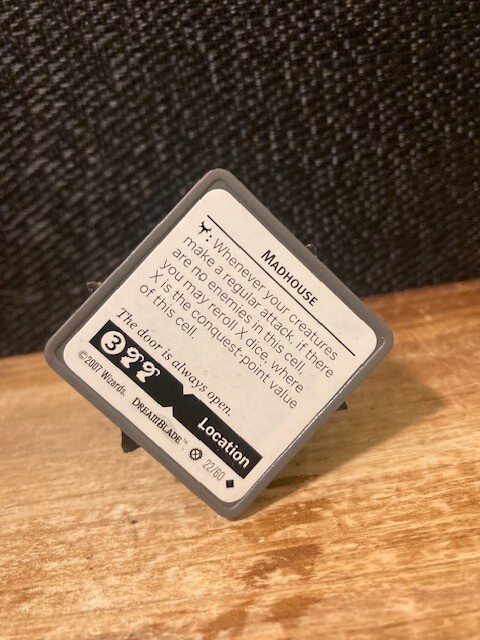 MADHOUSE
: Whenever your creatures
make a regular attack, if there
are no enemies in this cell,
you may reroll X dice, where
X is the conquest-point value
of this cell.
The door is always open.
3 Location
©2007 Wizards. DREAMBLADE™ 22/60